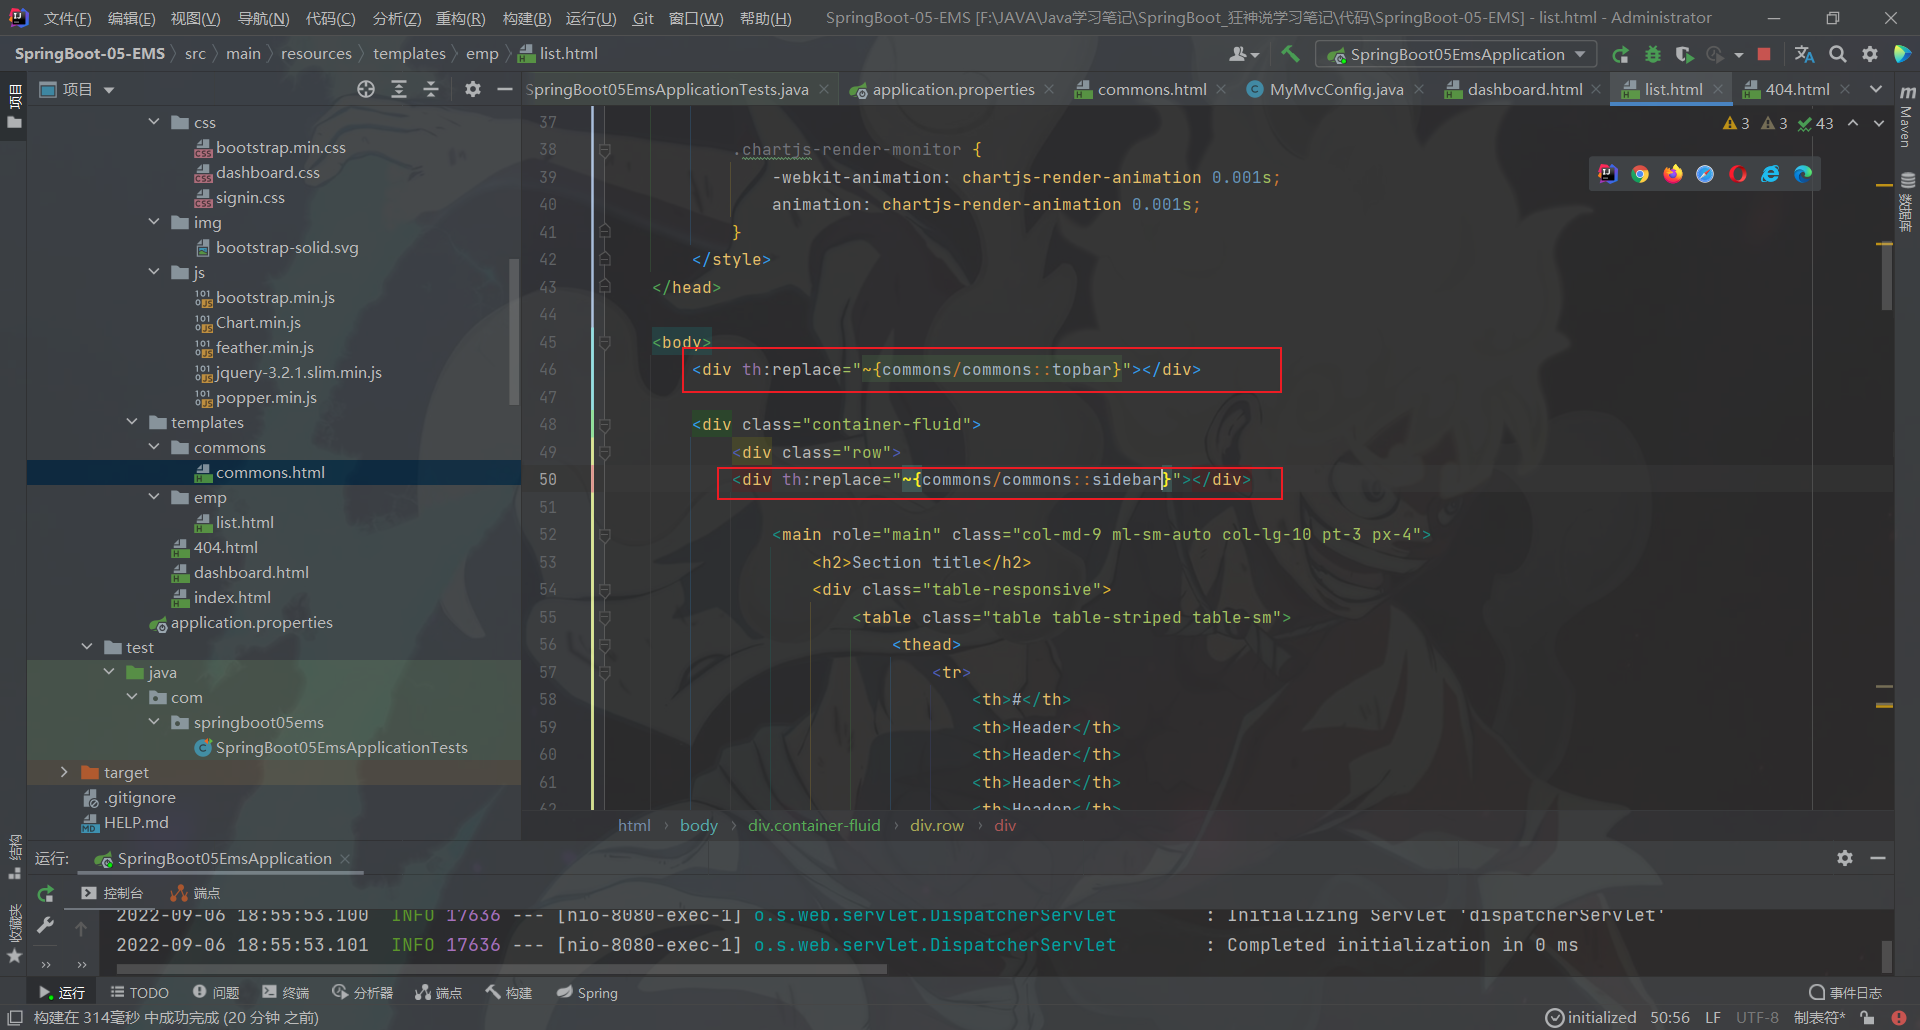 文件(F) 编辑(E) 视图(V) 导航(N) 代码(C) 分析(Z) 重构(R) 构建(B) 运行(U) Git 窗口(W) 帮助(H) SpringBoot-05-EMS [F:\JAVA\Java学习笔记\SpringBoot_狂神说学习笔记\代码\SpringBoot-05-EMS] - list.html - Administrator
SpringBoot-05-EMS src main resources templates emp list.html SpringBoot05EmsApplication
项目
项目
SpringBoot05EmsApplicationTests.java application.properties commons.html MyMvcConfig.java dashboard.html list.html 404.html
Maven
数据库
3 3 43
css
bootstrap.min.css
dashboard.css
signin.css
img
bootstrap-solid.svg
js
bootstrap.min.js
Chart.min.js
feather.min.js
jquery-3.2.1.slim.min.js
popper.min.js
templates
commons
commons.html
emp
list.html
404.html
dashboard.html
index.html
application.properties
test
java
com
springboot05ems
SpringBoot05EmsApplicationTests
target
.gitignore
HELP.md
37
38 .chartjs-render-monitor {
39 -webkit-animation: chartjs-render-animation 0.001s;
40 animation: chartjs-render-animation 0.001s;
41 }
42 </style>
43 </head>
44
45 <body>
46 <div th:replace="~{commons/commons::topbar}"></div>
47
48 <div class="container-fluid">
49 <div class="row">
50 <div th:replace="~{commons/commons::sidebar}"></div>
51
52 <main role="main" class="col-md-9 ml-sm-auto col-lg-10 pt-3 px-4">
53 <h2>Section title</h2>
54 <div class="table-responsive">
55 <table class="table table-striped table-sm">
56 <thead>
57 <tr>
58 <th>#</th>
59 <th>Header</th>
60 <th>Header</th>
61 <th>Header</th>
62 <th>Header</th>
html body div.container-fluid div.row div
结构
收藏夹
运行: SpringBoot05EmsApplication
控制台 端点
2022-09-06 18:55:53.100 INFO 17636 --- [nio-8080-exec-1] o.s.web.servlet.DispatcherServlet : Initializing Servlet 'dispatcherServlet'
2022-09-06 18:55:53.101 INFO 17636 --- [nio-8080-exec-1] o.s.web.servlet.DispatcherServlet : Completed initialization in 0 ms
运行 TODO 问题 终端 分析器 端点 构建 Spring 事件日志
构建在 314毫秒 中成功完成 (20 分钟 之前) initialized 50:56 LF UTF-8 制表符*